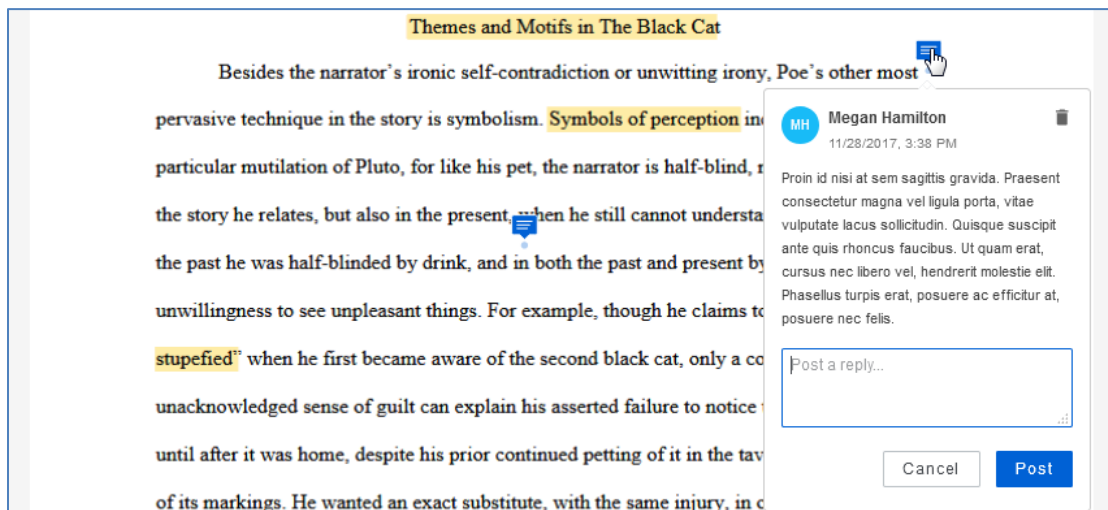 Themes and Motifs in The Black Cat
Besides the narrator's ironic self-contradiction or unwitting irony, Poe's other most
pervasive technique in the story is symbolism. Symbols of perception
particular mutilation of Pluto, for like his pet, the narrator is half-blind,
the story he relates, but also in the present, when he still cannot
the past he was half-blinded by drink, and in both the past and present by
unwillingness to see unpleasant things. For example, though he claims to
stupefied” when he first became aware of the second black cat, only a
unacknowledged sense of guilt can explain his asserted failure to notice
until after it was home, despite his prior continued petting of it in the
of its markings. He wanted an exact substitute, with the same injury, in
MH
Megan Hamilton
11/28/2017, 3:38 PM
Proin id nisi at sem sagittis gravida. Praesent
consectetur magna vel ligula porta, vitae
vulputate lacus sollicitudin. Quisque suscipit
ante quis rhoncus faucibus. Ut quam erat,
cursus nec libero vel, hendrerit molestie elit.
Phasellus turpis erat, posuere ac efficitur at,
posuere nec felis.
Post a reply...
Cancel
Post